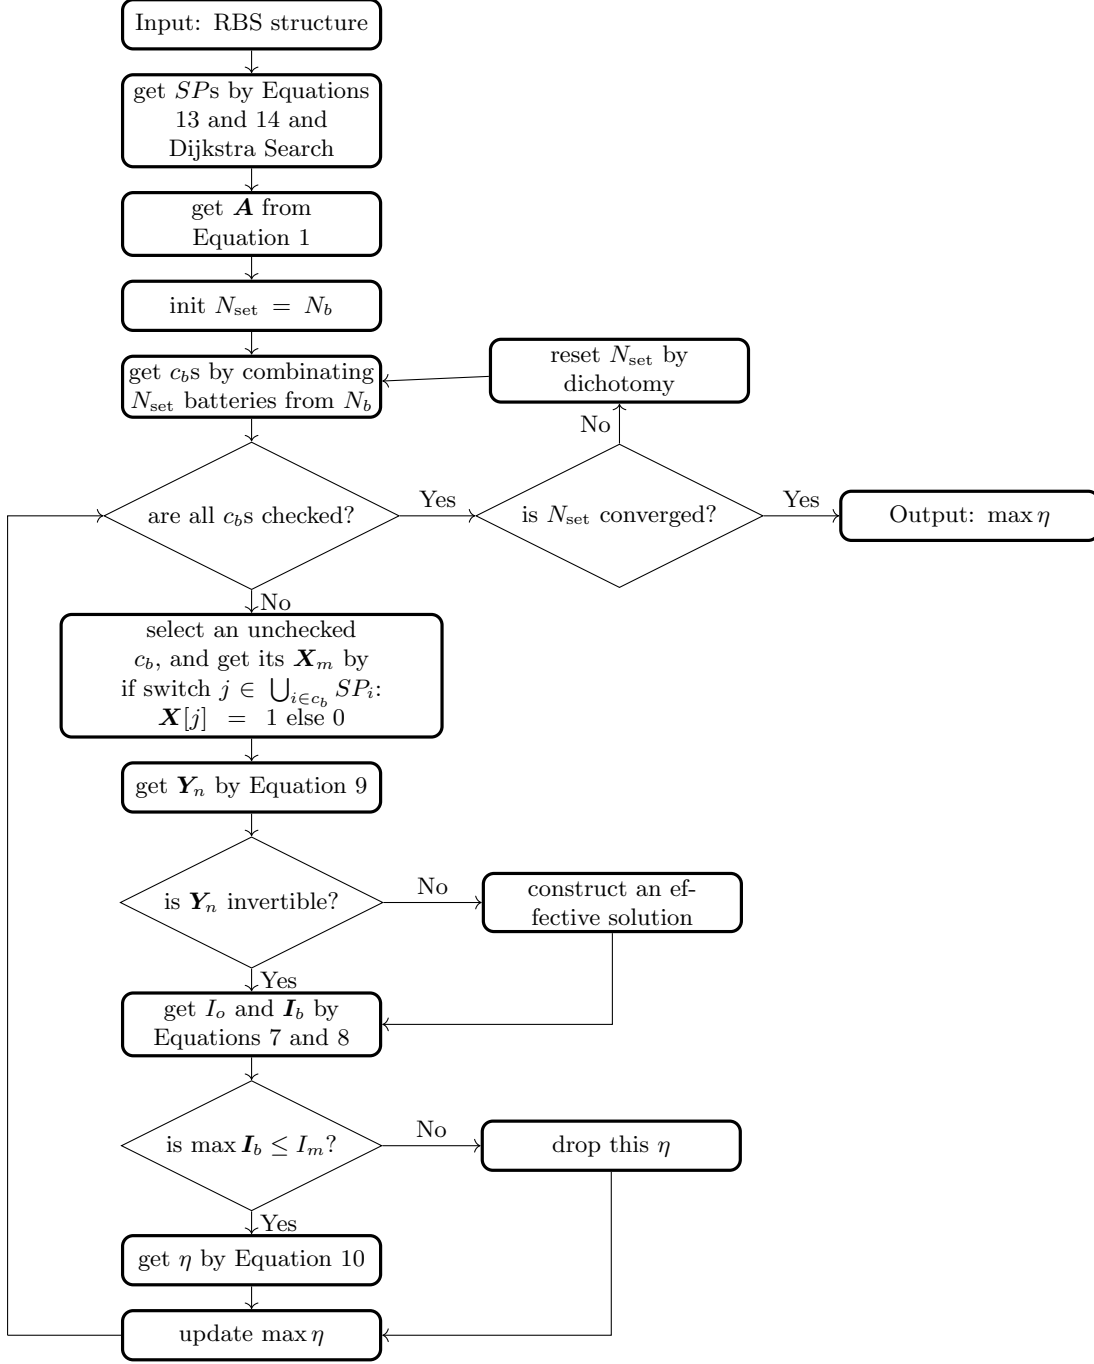 Input: RBS structure
get SPs by Equations
13 and 14 and
Dijkstra Search
get A from
Equation 1
init N_set = N_b
get c_bs by combinating
N_set batteries from N_b
reset N_set by
dichotomy
No
are all c_bs checked?
Yes
is N_set converged?
Yes
Output: max η
No
select an unchecked
c_b, and get its X_m by
if switch j ∈ ⋃_{i∈c_b} SP_i:
X[j] = 1 else 0
get Y_n by Equation 9
is Y_n invertible?
No
construct an ef-
fective solution
Yes
get I_o and I_b by
Equations 7 and 8
is max I_b ≤ I_m?
No
drop this η
Yes
get η by Equation 10
update max η